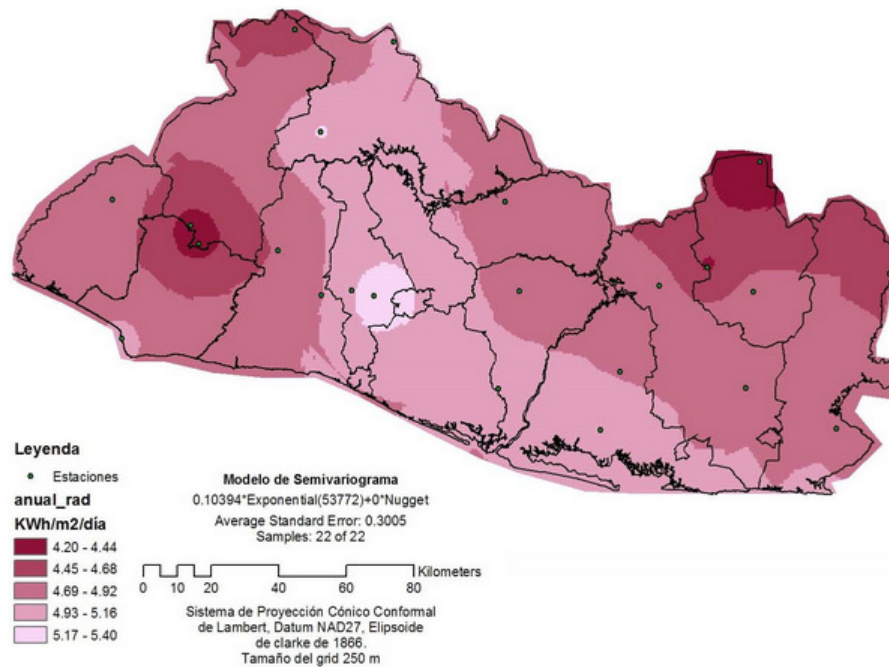 Leyenda
Estaciones
anual_rad
KWh/m2/día
4.20 - 4.44
4.45 - 4.68
4.69 - 4.92
4.93 - 5.16
5.17 - 5.40
Modelo de Semivariograma
0.10394*Exponential(53772)+0*Nugget
Average Standard Error: 0.3005
Samples: 22 of 22
Kilometers
0 10 20 40 60 80
Sistema de Proyección Cónico Conformal
de Lambert, Datum NAD27, Elipsoide
de clarke de 1866.
Tamaño del grid 250 m